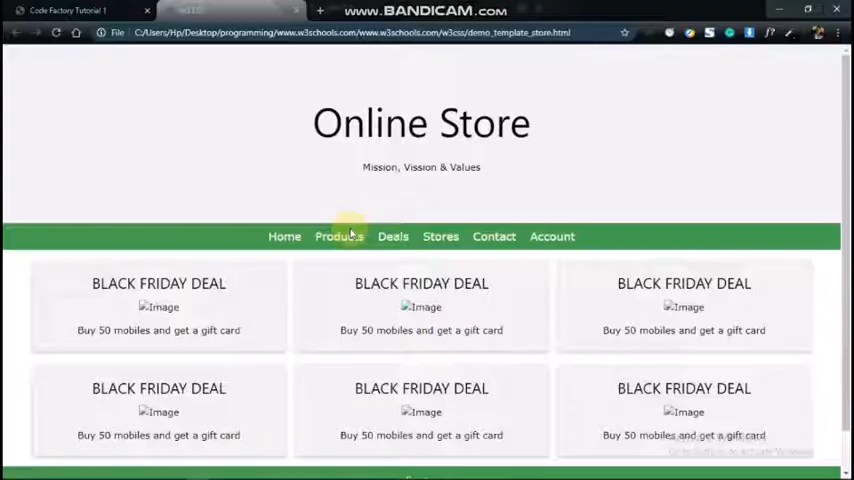 Code Factory Tutorial 1
www.BANDICAM.com
File C:/Users/Hp/Desktop/programming/www.w3schools.com/www.w3schools.com/w3css/demo_template_store.html
Online Store
Mission, Vission & Values
Home Products Deals Stores Contact Account
BLACK FRIDAY DEAL BLACK FRIDAY DEAL BLACK FRIDAY DEAL
Image Image Image
Buy 50 mobiles and get a gift card Buy 50 mobiles and get a gift card Buy 50 mobiles and get a gift card
BLACK FRIDAY DEAL BLACK FRIDAY DEAL BLACK FRIDAY DEAL
Image Image Image
Buy 50 mobiles and get a gift card Buy 50 mobiles and get a gift card Buy 50 mobiles and get a gift card